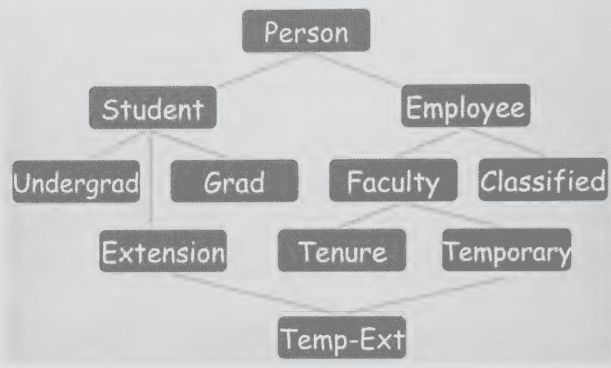 Person
Student
Employee
Undergrad
Grad
Faculty
Classified
Extension
Tenure
Temporary
Temp-Ext